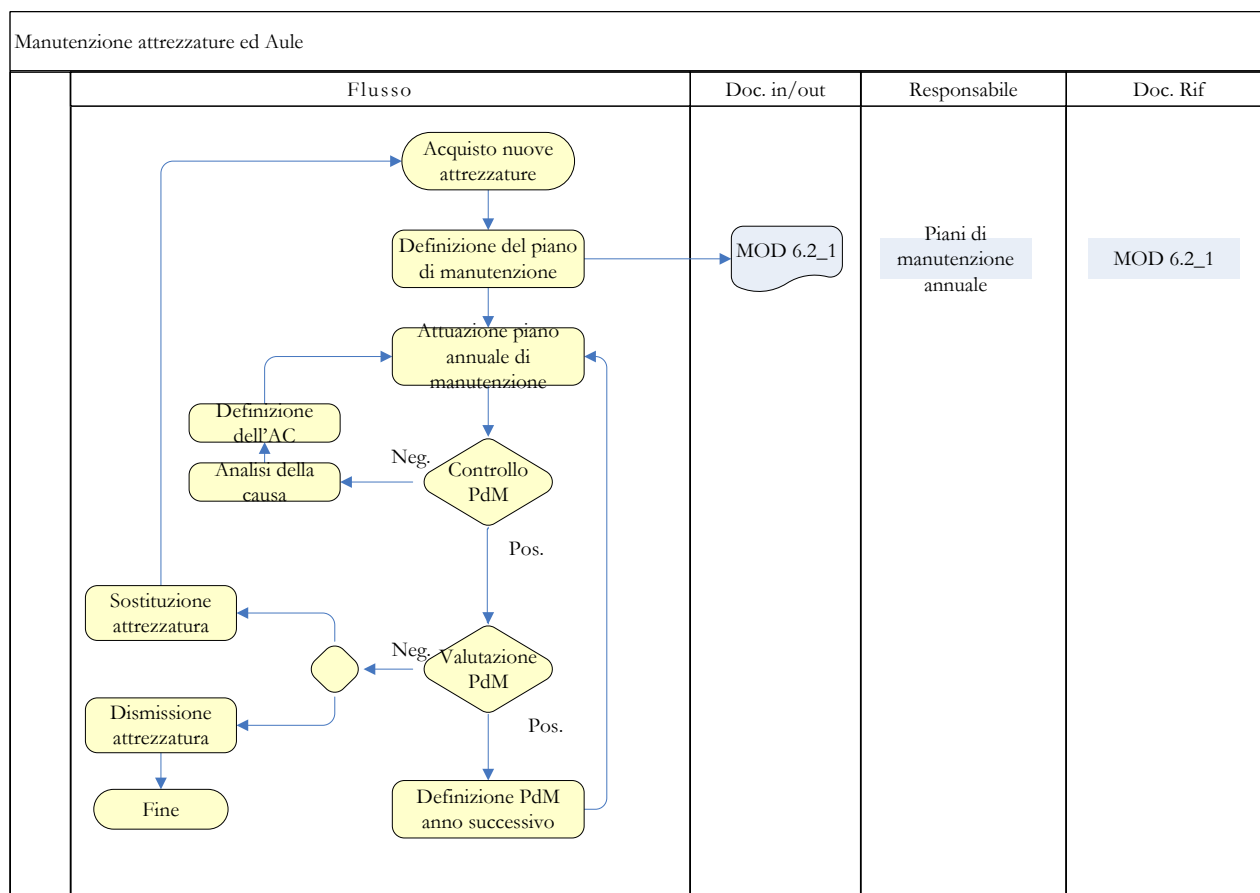 Manutenzione attrezzature ed Aule
Flusso
Doc. in/out
Responsabile
Doc. Rif
Acquisto nuove
attrezzature
Definizione del piano
di manutenzione
MOD 6.2_1
Piani di
manutenzione
annuale
MOD 6.2_1
Attuazione piano
annuale di
manutenzione
Definizione
dell'AC
Analisi della
causa
Neg.
Controllo
PdM
Pos.
Sostituzione
attrezzatura
Neg.
Valutazione
PdM
Dismissione
attrezzatura
Pos.
Fine
Definizione PdM
anno successivo